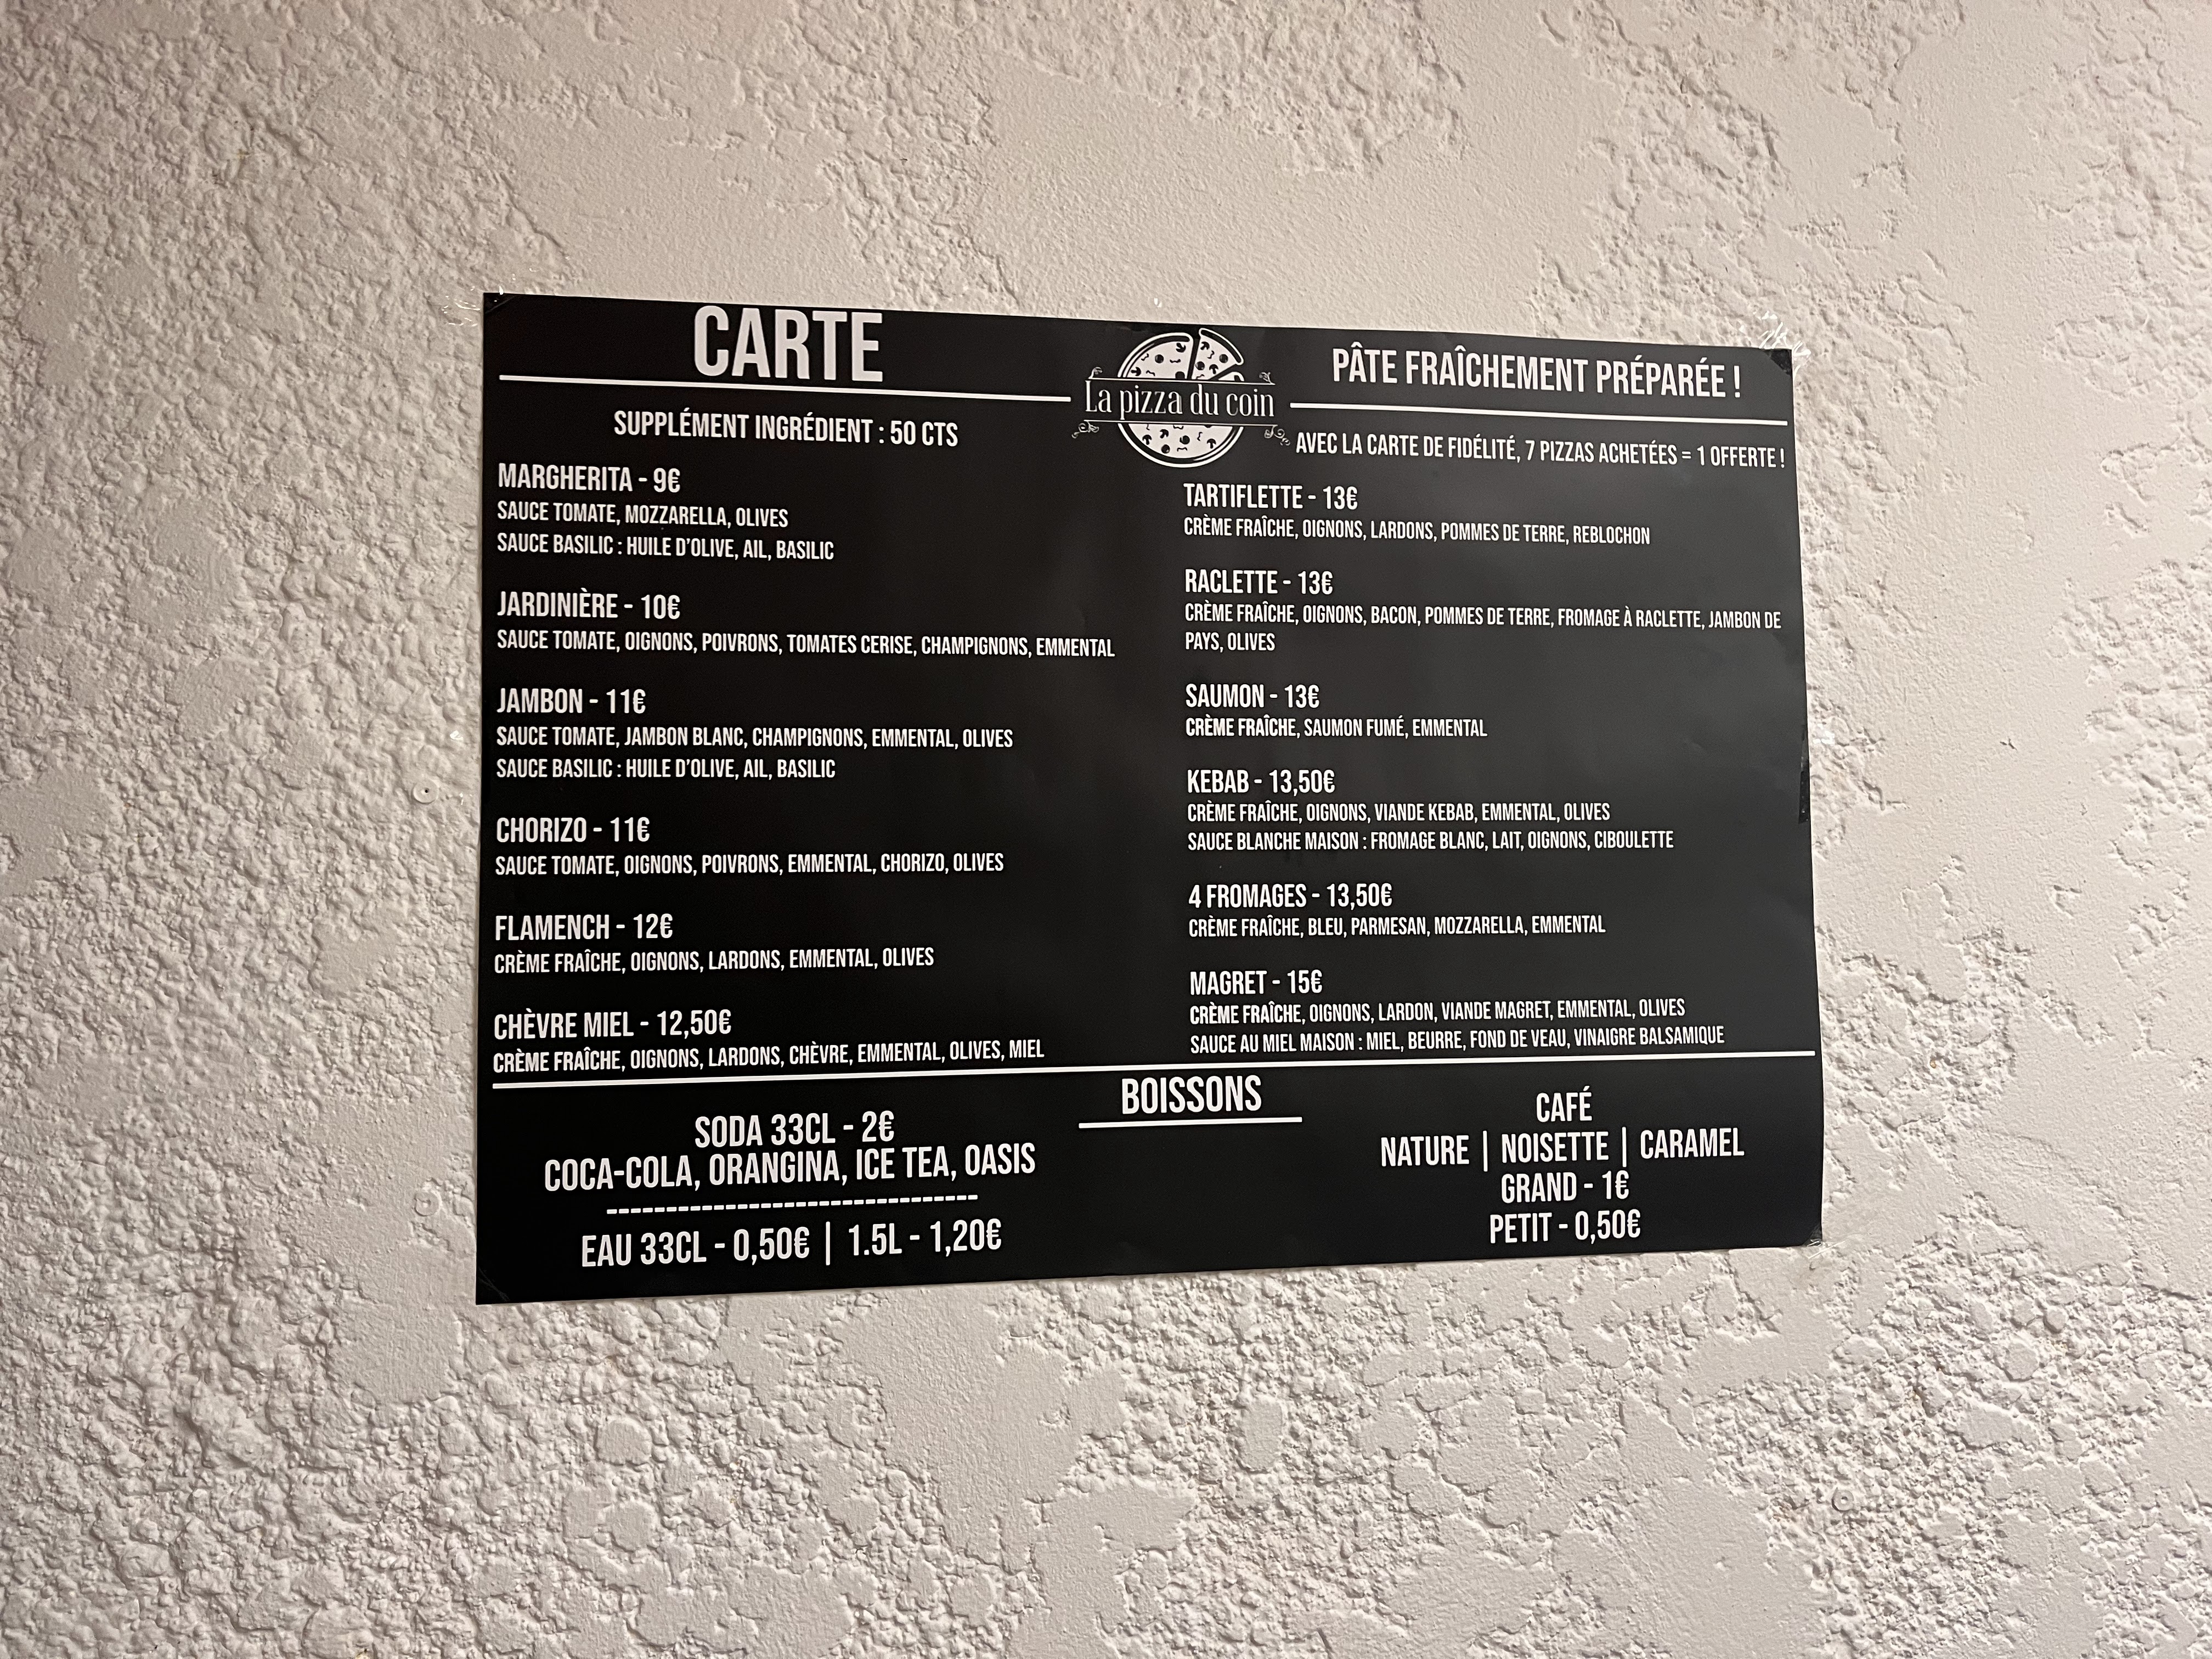 CARTE
La pizza du coin
PÂTE FRAÎCHEMENT PRÉPARÉE !
SUPPLÉMENT INGRÉDIENT : 50 CTS
AVEC LA CARTE DE FIDÉLITÉ, 7 PIZZAS ACHETÉES = 1 OFFERTE !
MARGHERITA - 9€
SAUCE TOMATE, MOZZARELLA, OLIVES
SAUCE BASILIC : HUILE D'OLIVE, AIL, BASILIC
JARDINIÈRE - 10€
SAUCE TOMATE, OIGNONS, POIVRONS, TOMATES CERISE, CHAMPIGNONS, EMMENTAL
JAMBON - 11€
SAUCE TOMATE, JAMBON BLANC, CHAMPIGNONS, EMMENTAL, OLIVES
SAUCE BASILIC : HUILE D'OLIVE, AIL, BASILIC
CHORIZO - 11€
SAUCE TOMATE, OIGNONS, POIVRONS, EMMENTAL, CHORIZO, OLIVES
FLAMENCH - 12€
CRÈME FRAÎCHE, OIGNONS, LARDONS, EMMENTAL, OLIVES
CHÈVRE MIEL - 12,50€
CRÈME FRAÎCHE, OIGNONS, LARDONS, CHÈVRE, EMMENTAL, OLIVES, MIEL
TARTIFLETTE - 13€
CRÈME FRAÎCHE, OIGNONS, LARDONS, POMMES DE TERRE, REBLOCHON
RACLETTE - 13€
CRÈME FRAÎCHE, OIGNONS, BACON, POMMES DE TERRE, FROMAGE À RACLETTE, JAMBON DE
PAYS, OLIVES
SAUMON - 13€
CRÈME FRAÎCHE, SAUMON FUMÉ, EMMENTAL
KEBAB - 13,50€
CRÈME FRAÎCHE, OIGNONS, VIANDE KEBAB, EMMENTAL, OLIVES
SAUCE BLANCHE MAISON : FROMAGE BLANC, LAIT, OIGNONS, CIBOULETTE
4 FROMAGES - 13,50€
CRÈME FRAÎCHE, BLEU, PARMESAN, MOZZARELLA, EMMENTAL
MAGRET - 15€
CRÈME FRAÎCHE, OIGNONS, LARDON, VIANDE MAGRET, EMMENTAL, OLIVES
SAUCE AU MIEL MAISON : MIEL, BEURRE, FOND DE VEAU, VINAIGRE BALSAMIQUE
BOISSONS
SODA 33CL - 2€
COCA-COLA, ORANGINA, ICE TEA, OASIS
-------------------------------
EAU 33CL - 0,50€ | 1.5L - 1,20€
CAFÉ
NATURE | NOISETTE | CARAMEL
GRAND - 1€
PETIT - 0,50€